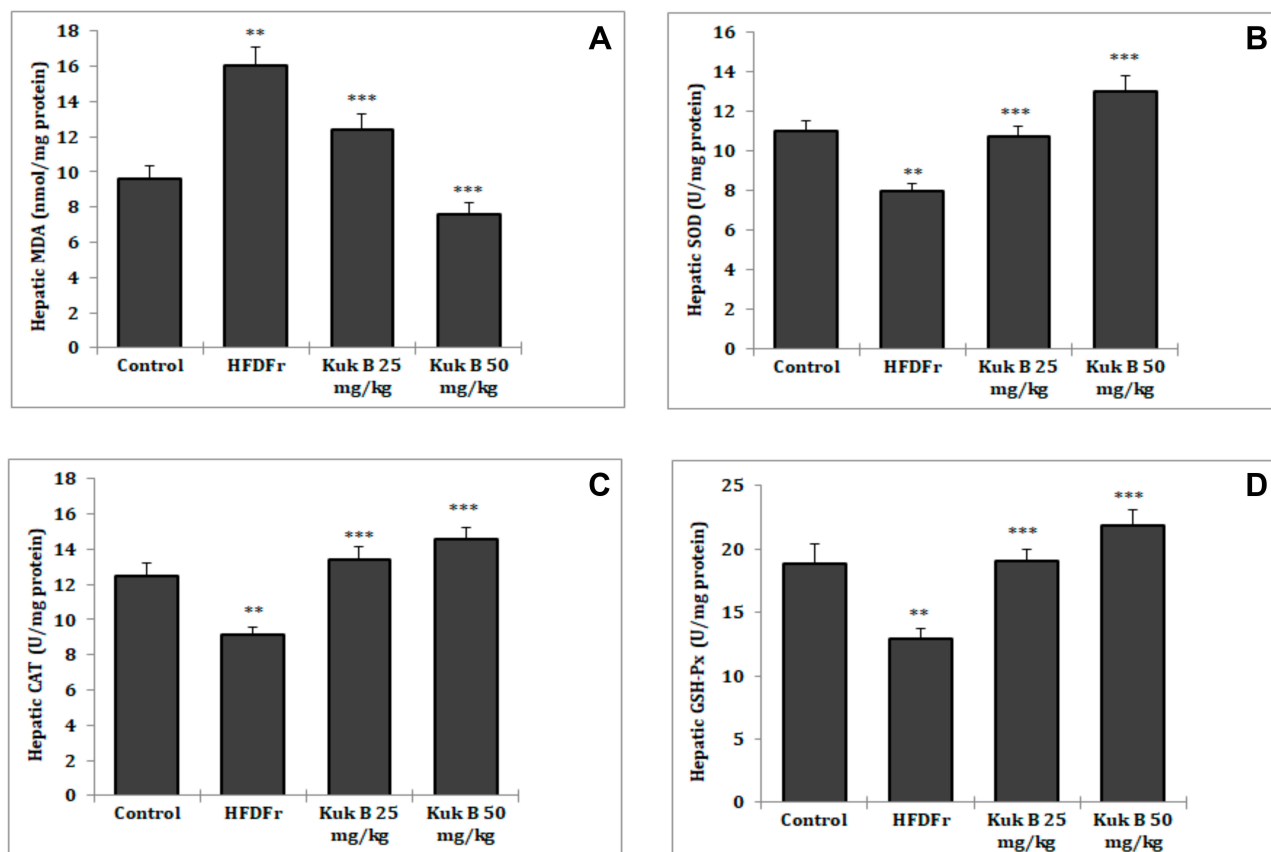 A
Hepatic MDA (nmol/mg protein)
18
16
14
12
10
8
6
4
2
0
**
***
***
Control
HFDFr
Kuk B 25
mg/kg
Kuk B 50
mg/kg
B
Hepatic SOD (U/mg protein)
16
14
12
10
8
6
4
2
0
**
***
***
Control
HFDFr
Kuk B 25
mg/kg
Kuk B 50
mg/kg
C
Hepatic CAT (U/mg protein)
18
16
14
12
10
8
6
4
2
0
**
***
***
Control
HFDFr
Kuk B 25
mg/kg
Kuk B 50
mg/kg
D
Hepatic GSH-Px (U/mg protein)
25
20
15
10
5
0
**
***
***
Control
HFDFr
Kuk B 25
mg/kg
Kuk B 50
mg/kg